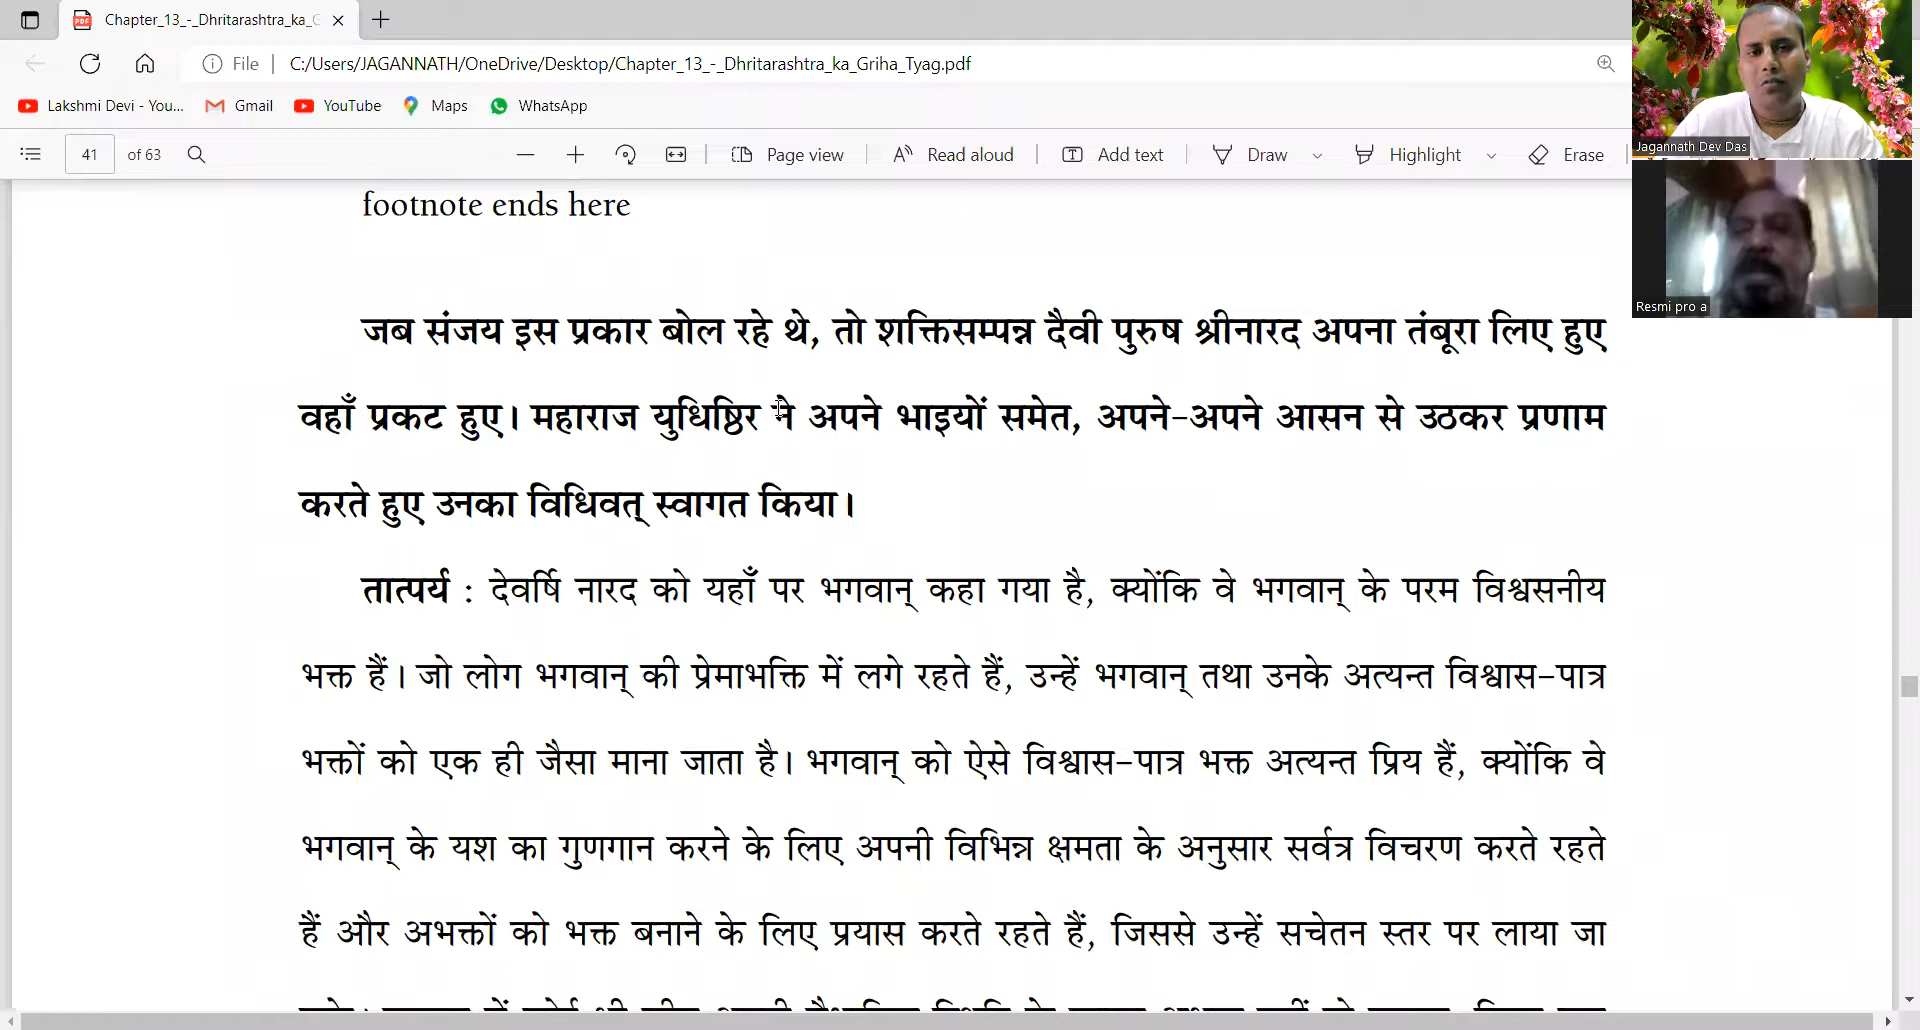 Chapter_13_-_Dhritarashtra_ka_G
File
C:/Users/JAGANNATH/OneDrive/Desktop/Chapter_13_-_Dhritarashtra_ka_Griha_Tyag.pdf
Lakshmi Devi - You... Gmail YouTube Maps WhatsApp
41 of 63 Page view Read aloud Add text Draw Highlight Erase
Jagannath Dev Das
Resmi pro a
footnote ends here
जब संजय इस प्रकार बोल रहे थे, तो शक्तिसम्पन्न दैवी पुरुष श्रीनारद अपना तंबूरा लिए हुए
वहाँ प्रकट हुए। महाराज युधिष्ठिर ने अपने भाइयों समेत, अपने-अपने आसन से उठकर प्रणाम
करते हुए उनका विधिवत् स्वागत किया।
तात्पर्य : देवर्षि नारद को यहाँ पर भगवान् कहा गया है, क्योंकि वे भगवान् के परम विश्वसनीय
भक्त हैं। जो लोग भगवान् की प्रेमाभक्ति में लगे रहते हैं, उन्हें भगवान् तथा उनके अत्यन्त विश्वास-पात्र
भक्तों को एक ही जैसा माना जाता है। भगवान् को ऐसे विश्वास-पात्र भक्त अत्यन्त प्रिय हैं, क्योंकि वे
भगवान् के यश का गुणगान करने के लिए अपनी विभिन्न क्षमता के अनुसार सर्वत्र विचरण करते रहते
हैं और अभक्तों को भक्त बनाने के लिए प्रयास करते रहते हैं, जिससे उन्हें सचेतन स्तर पर लाया जा